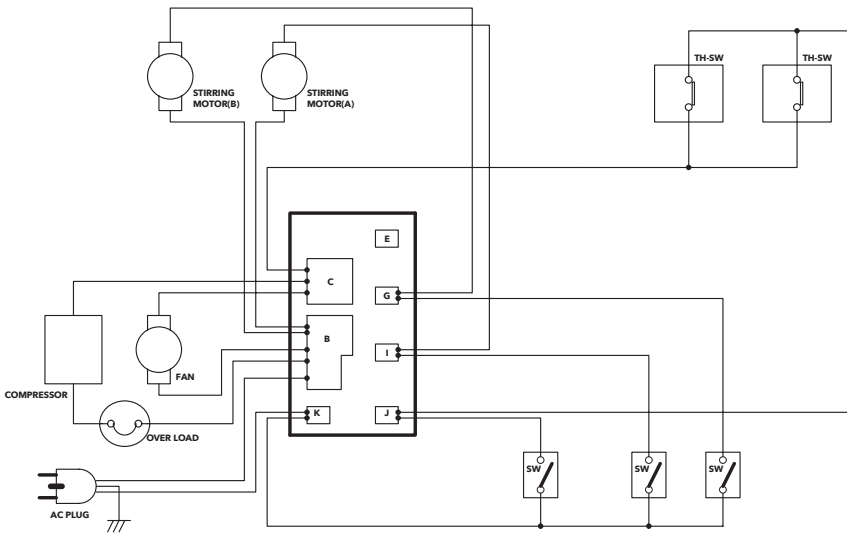 TH-SW
TH-SW
STIRRING
MOTOR(B)
STIRRING
MOTOR(A)
E
C
G
B
I
FAN
COMPRESSOR
K
J
OVER LOAD
SW
SW
SW
AC PLUG